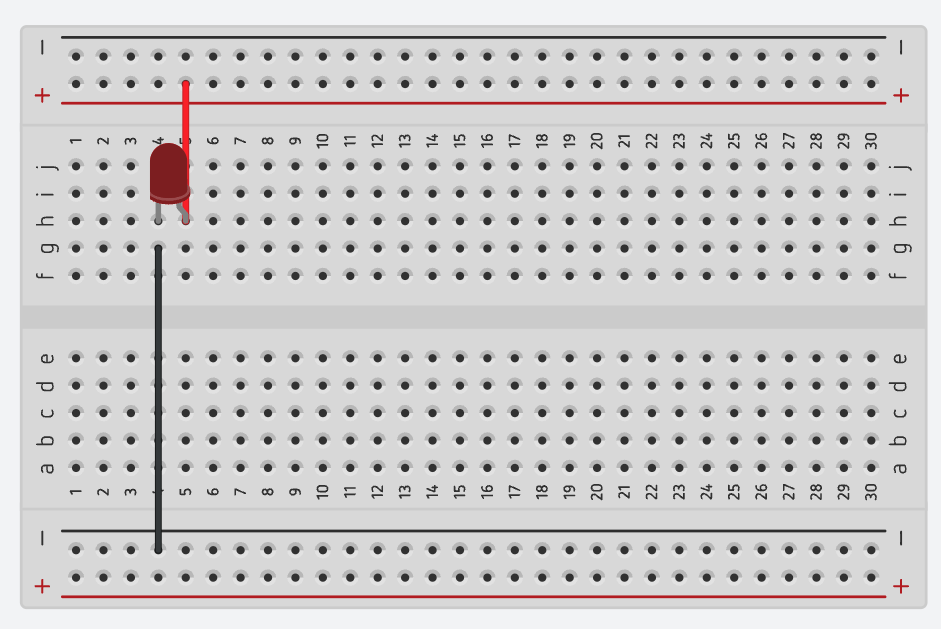 − −
+ +
1 2 3 4 6 7 8 9 10 11 12 13 14 15 16 17 18 19 20 21 22 23 24 25 26 27 28 29 30
j j
i i
h h
g g
f f
e e
d d
c c
b b
a a
1 2 3 5 6 7 8 9 10 11 12 13 14 15 16 17 18 19 20 21 22 23 24 25 26 27 28 29 30
− −
+ +